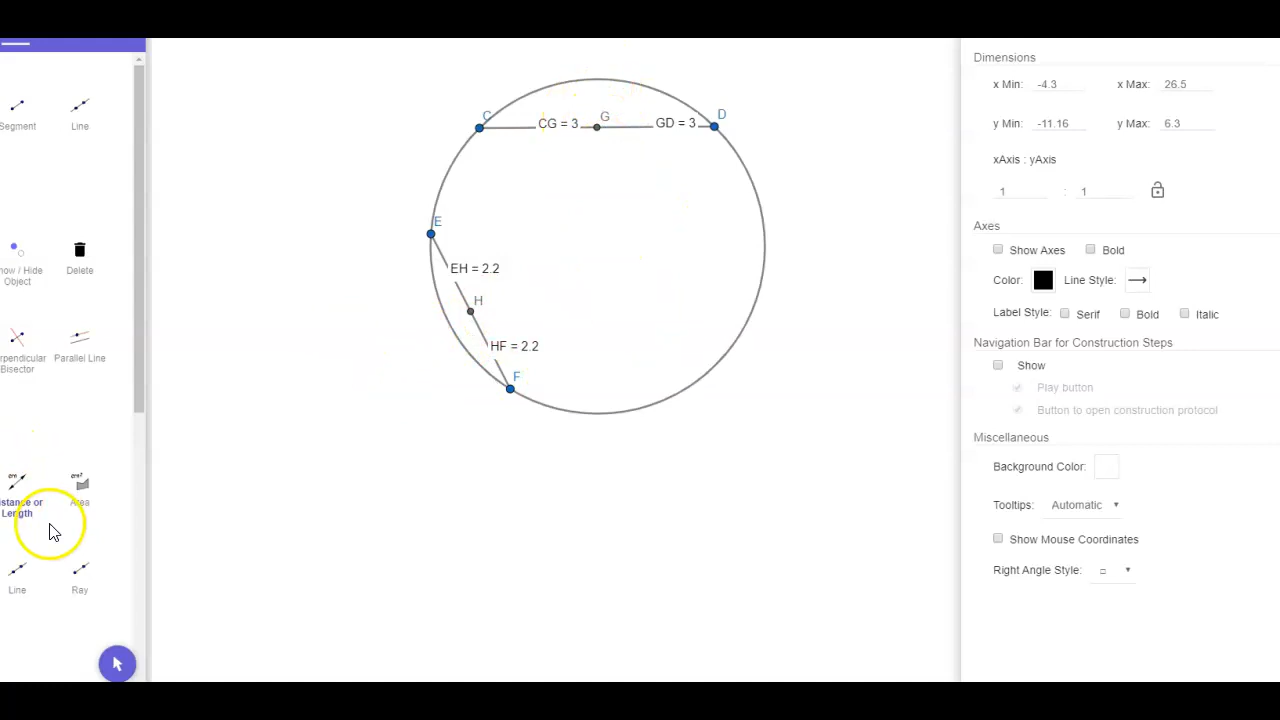 Segment
Line
how / Hide
Object
Delete
rpendicular
Bisector
Parallel Line
cm
istance or
Length
cm²
Area
Line
Ray
C
CG = 3
G
GD = 3
D
E
EH = 2.2
H
HF = 2.2
F
Dimensions
x Min: -4.3 x Max: 26.5
y Min: -11.16 y Max: 6.3
xAxis : yAxis
1 : 1
Axes
Show Axes Bold
Color: Line Style:
Label Style: Serif Bold Italic
Navigation Bar for Construction Steps
Show
Play button
Button to open construction protocol
Miscellaneous
Background Color:
Tooltips: Automatic
Show Mouse Coordinates
Right Angle Style: